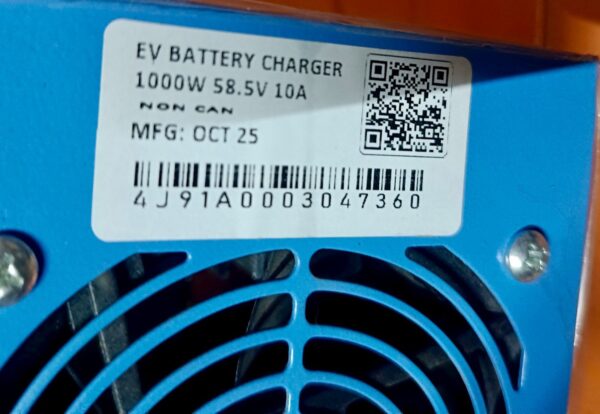 EV BATTERY CHARGER
1000W 58.5V 10A
NON CAN
MFG: OCT 25
4J91A0003047360